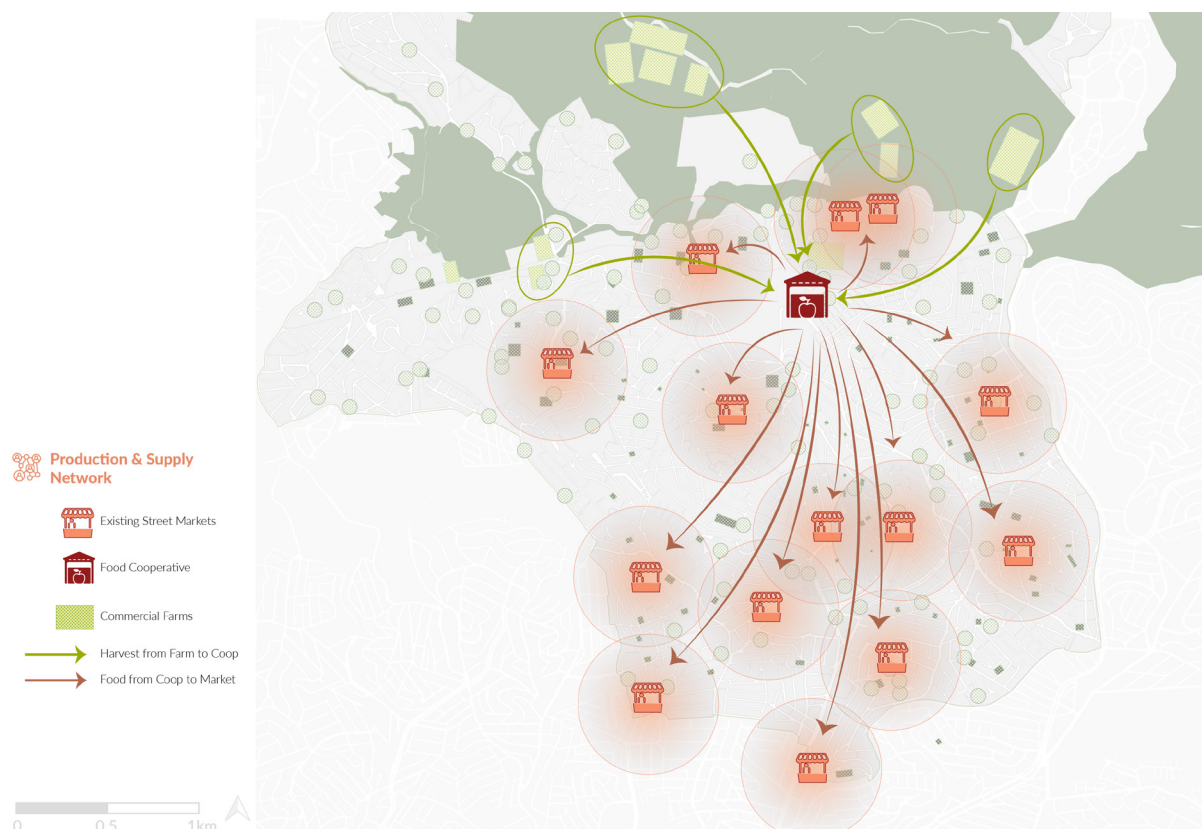 Production & Supply
Network
Existing Street Markets
Food Cooperative
Commercial Farms
Harvest from Farm to Coop
Food from Coop to Market
0 0.5 1km